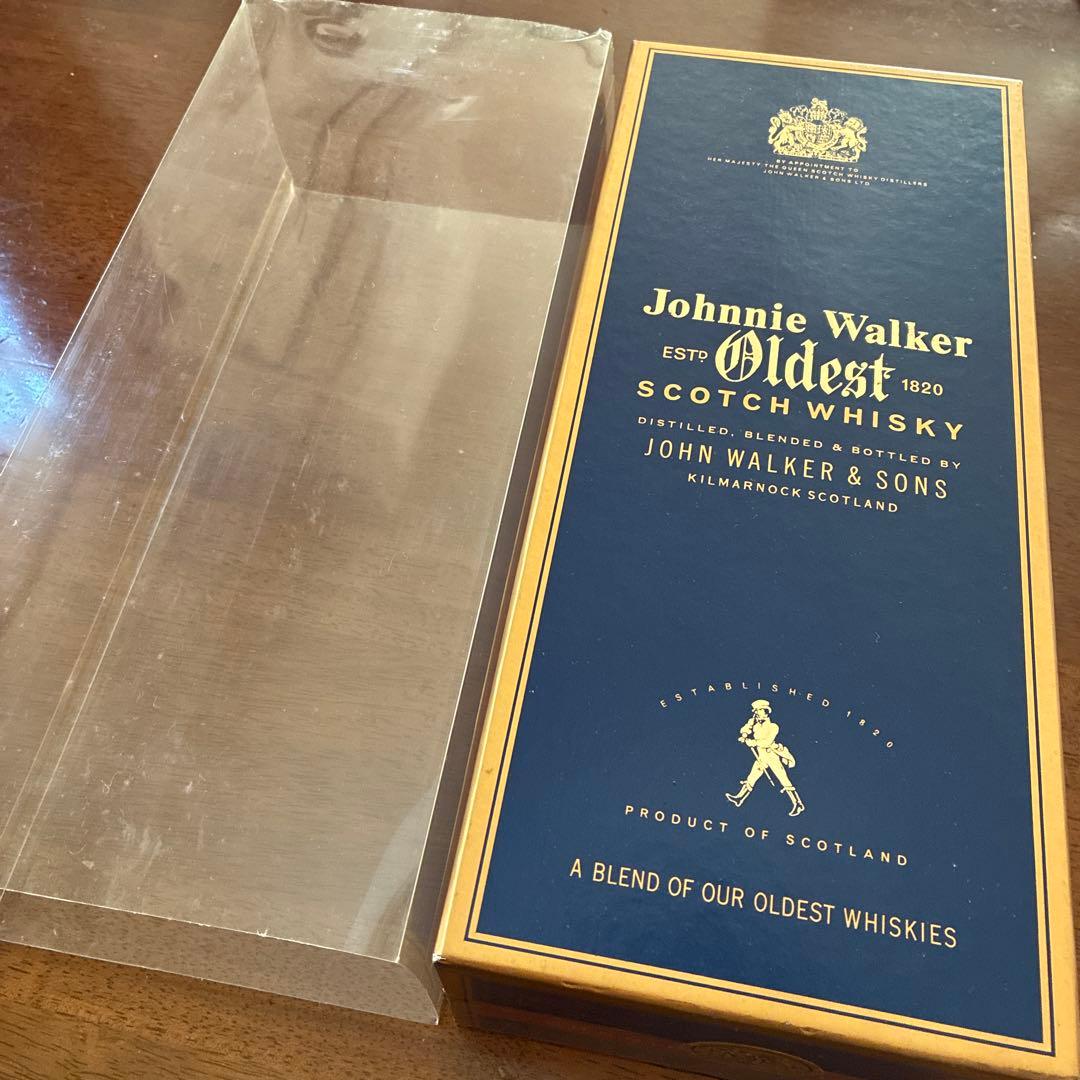 BY APPOINTMENT TO
HER MAJESTY THE QUEEN SCOTCH WHISKY DISTILLERS
JOHN WALKER & SONS LTD
Johnnie Walker
ESTD Oldest 1820
SCOTCH WHISKY
DISTILLED, BLENDED & BOTTLED BY
JOHN WALKER & SONS
KILMARNOCK SCOTLAND
ESTABLISHED 1820
PRODUCT OF SCOTLAND
A BLEND OF OUR OLDEST WHISKIES